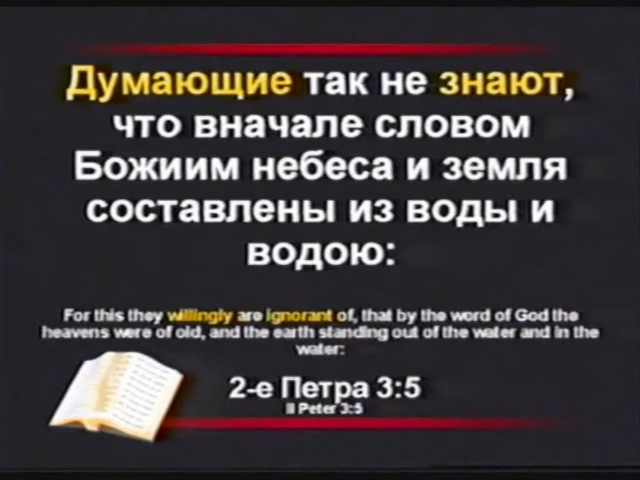 Думающие так не знают,
что вначале словом
Божиим небеса и земля
составлены из воды и
водою:
For this they willingly are ignorant of, that by the word of God the
heavens were of old, and the earth standing out of the water and in the
water:
2-е Петра 3:5
II Peter 3:5